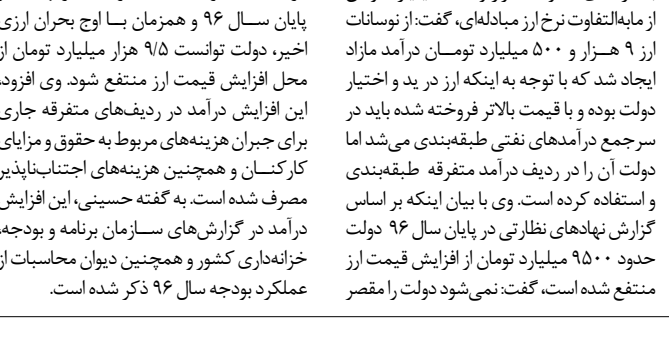 از مابه‌التفاوت نرخ ارز مبادله‌ای، گفت: از نوسانات
ارز ۹ هزار و ۵۰۰ میلیارد تومان درآمد مازاد
ایجاد شد که با توجه به اینکه ارز در ید و اختیار
دولت بوده و با قیمت بالاتر فروخته شده باید در
سرجمع درآمدهای نفتی طبقه‌بندی می‌شد اما
دولت آن را در ردیف درآمد متفرقه طبقه‌بندی
و استفاده کرده است. وی با بیان اینکه بر اساس
گزارش نهادهای نظارتی در پایان سال ۹۶ دولت
حدود ۹۵۰۰ میلیارد تومان از افزایش قیمت ارز
منتفع شده است، گفت: نمی‌شود دولت را مقصر
پایان سال ۹۶ و همزمان با اوج بحران ارزی
اخیر، دولت توانست ۹/۵ هزار میلیارد تومان از
محل افزایش قیمت ارز منتفع شود. وی افزود،
این افزایش درآمد در ردیف‌های متفرقه جاری
برای جبران هزینه‌های مربوط به حقوق و مزایای
کارکنان و همچنین هزینه‌های اجتناب‌ناپذیر
مصرف شده است. به گفته حسینی، این افزایش
درآمد در گزارش‌های سازمان برنامه و بودجه،
خزانه‌داری کشور و همچنین دیوان محاسبات از
عملکرد بودجه سال ۹۶ ذکر شده است.